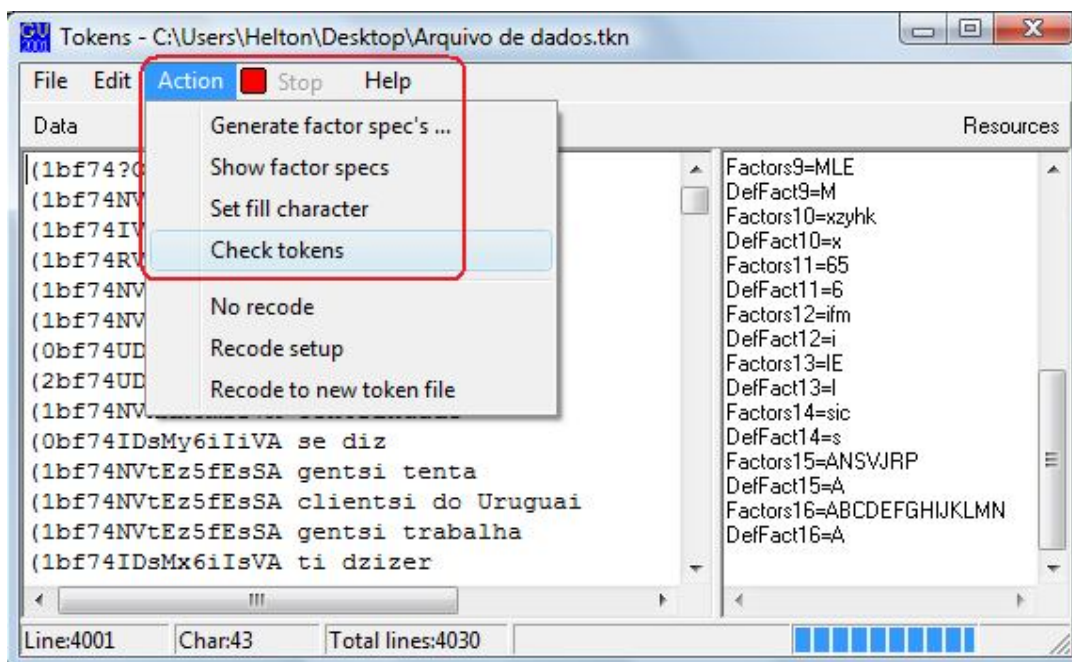 GU 2001 Tokens - C:\Users\Helton\Desktop\Arquivo de dados.tkn
File Edit Action Stop Help
Data Resources
Generate factor spec's ...
Show factor specs
Set fill character
Check tokens
No recode
Recode setup
Recode to new token file
(1bf74?
(1bf74NV
(1bf74IV
(1bf74RV
(1bf74NV
(1bf74NV
(0bf74UD
(2bf74UD
(1bf74NV
(0bf74IDsMy6iIiVA se diz
(1bf74NVtEz5fEsSA gentsi tenta
(1bf74NVtEz5fEsSA clientsi do Uruguai
(1bf74NVtEz5fEsSA gentsi trabalha
(1bf74IDsMx6iIsVA ti dzizer
Factors9=MLE
DefFact9=M
Factors10=xzyhk
DefFact10=x
Factors11=65
DefFact11=6
Factors12=ifm
DefFact12=i
Factors13=IE
DefFact13=I
Factors14=sic
DefFact14=s
Factors15=ANSVJRP
DefFact15=A
Factors16=ABCDEFGHIJKLMN
DefFact16=A
Line:4001 Char:43 Total lines:4030